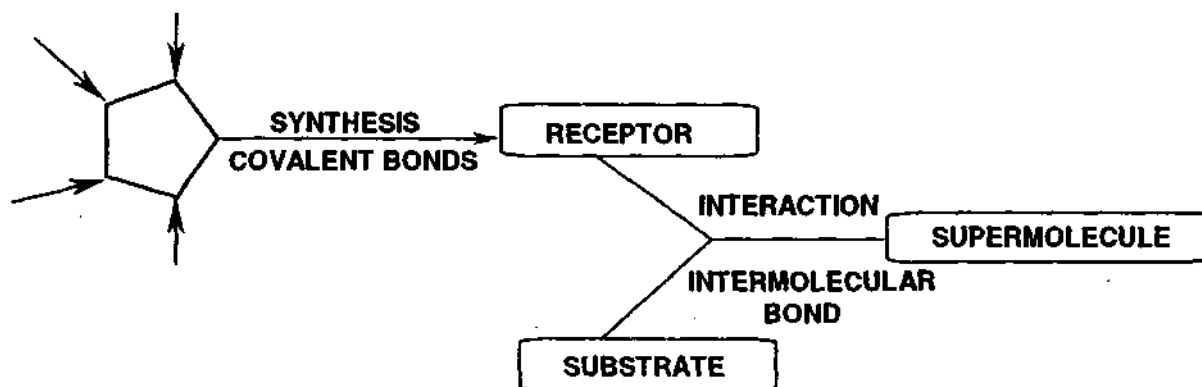 SYNTHESIS
COVALENT BONDS
RECEPTOR
INTERACTION
SUPERMOLECULE
INTERMOLECULAR
BOND
SUBSTRATE